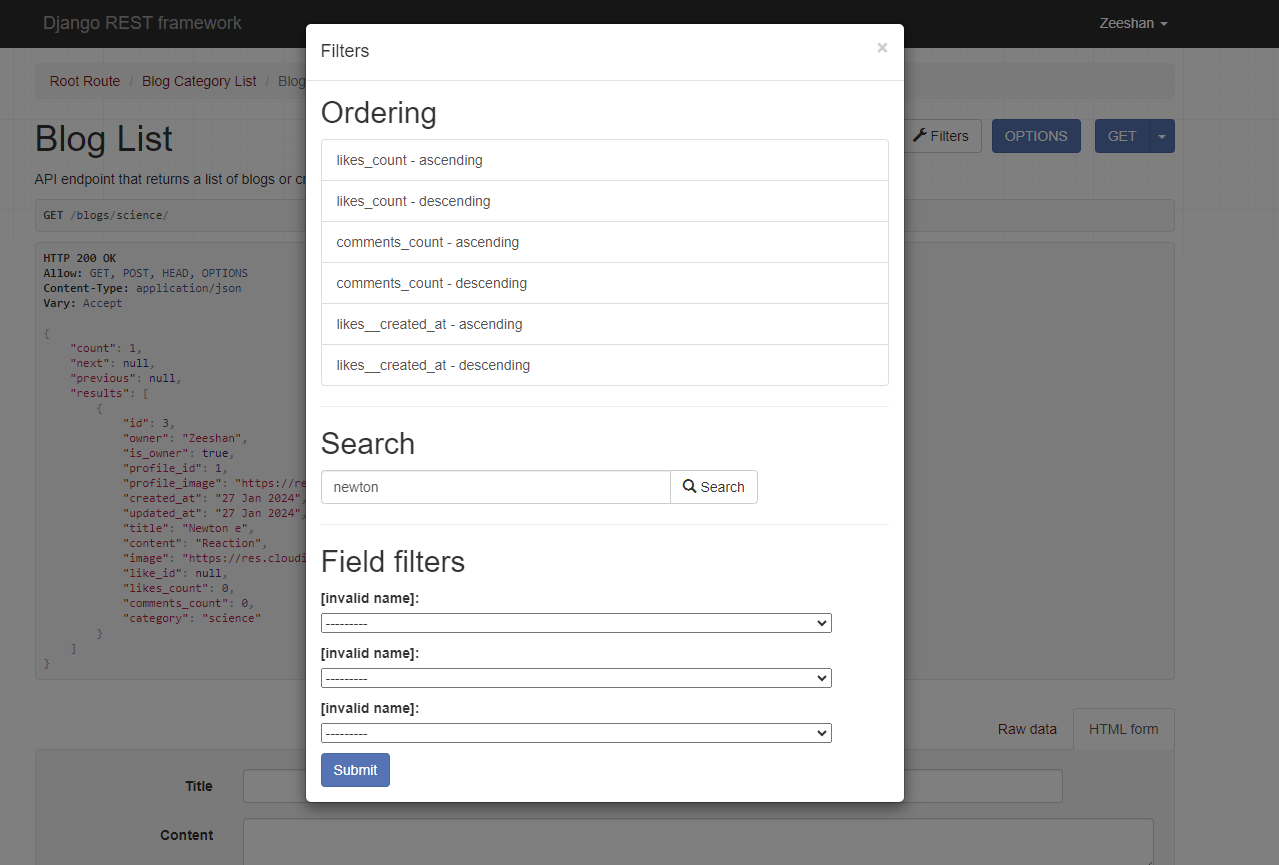 Django REST framework
Zeeshan
Root Route / Blog Category List / Blog
Blog List
Filters
OPTIONS
GET
API endpoint that returns a list of blogs or
GET /blogs/science/
HTTP 200 OK
Allow: GET, POST, HEAD, OPTIONS
Content-Type: application/json
Vary: Accept
{
"count": 1,
"next": null,
"previous": null,
"results": [
{
"id": 3,
"owner": "Zeeshan",
"is_owner": true,
"profile_id": 1,
"profile_image": "https://re
"created_at": "27 Jan 2024",
"updated_at": "27 Jan 2024",
"title": "Newton e",
"content": "Reaction",
"image": "https://res.cloudi
"like_id": null,
"likes_count": 0,
"comments_count": 0,
"category": "science"
}
]
}
Raw data
HTML form
Title
Content
Filters
×
Ordering
likes_count - ascending
likes_count - descending
comments_count - ascending
comments_count - descending
likes__created_at - ascending
likes__created_at - descending
Search
newton
Search
Field filters
[invalid name]:
---------
[invalid name]:
---------
[invalid name]:
---------
Submit